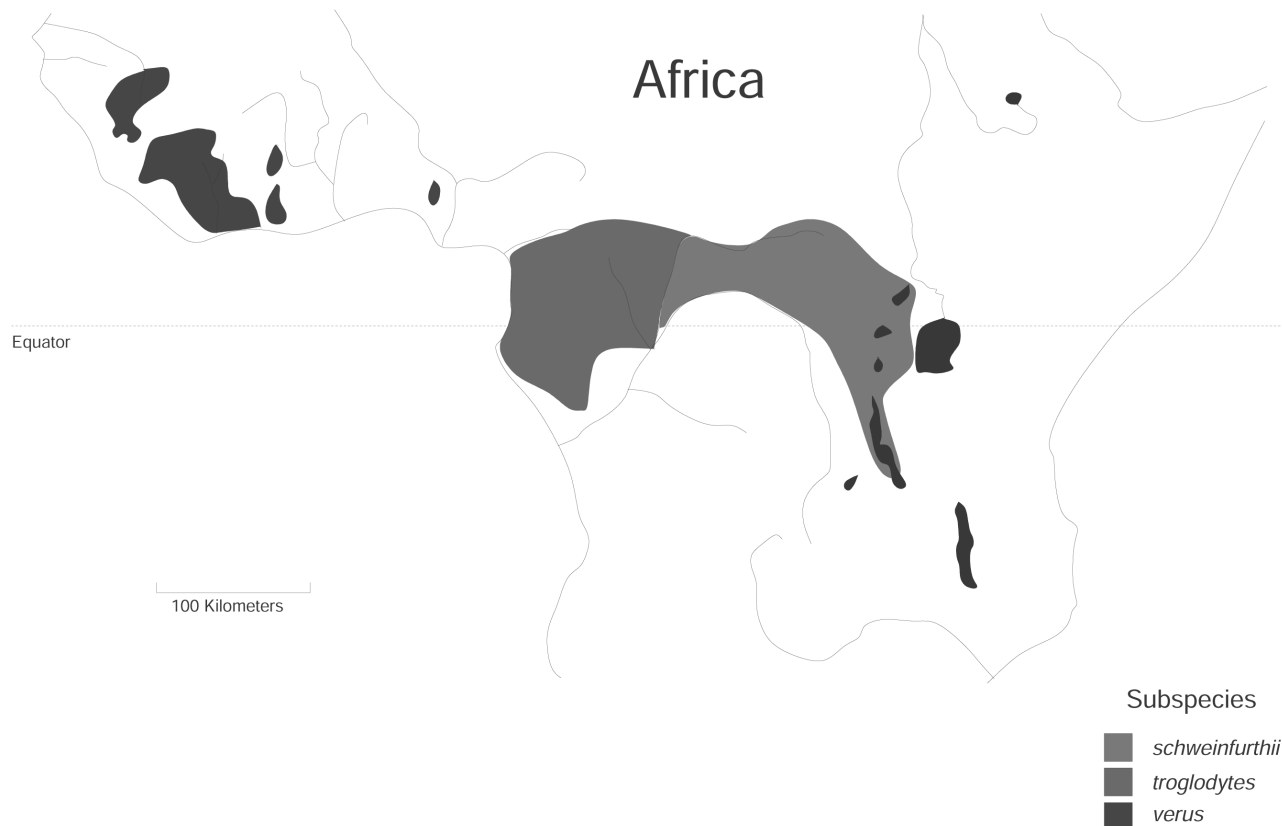 Africa
Equator
100 Kilometers
Subspecies
schweinfurthii
troglodytes
verus